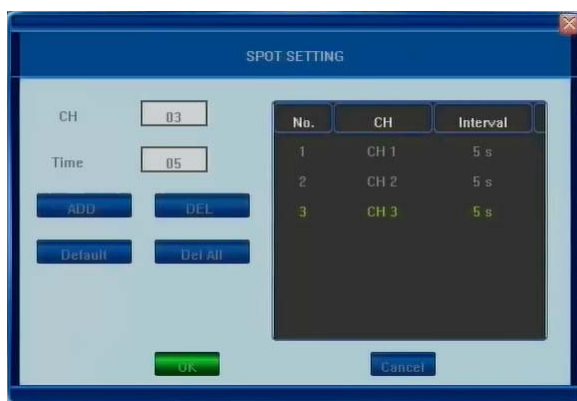 SPOT SETTING
CH 03
Time 05
ADD DEL
Default Del All
No. CH Interval
1 CH 1 5 s
2 CH 2 5 s
3 CH 3 5 s
OK Cancel